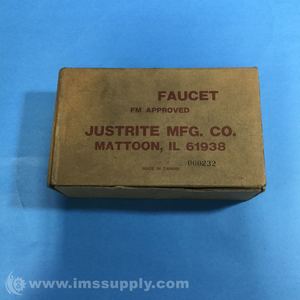 FAUCET
FM APPROVED
JUSTRITE MFG. CO.
MATTOON, IL 61938
000232
MADE IN TAIWAN
© www.imssupply.com